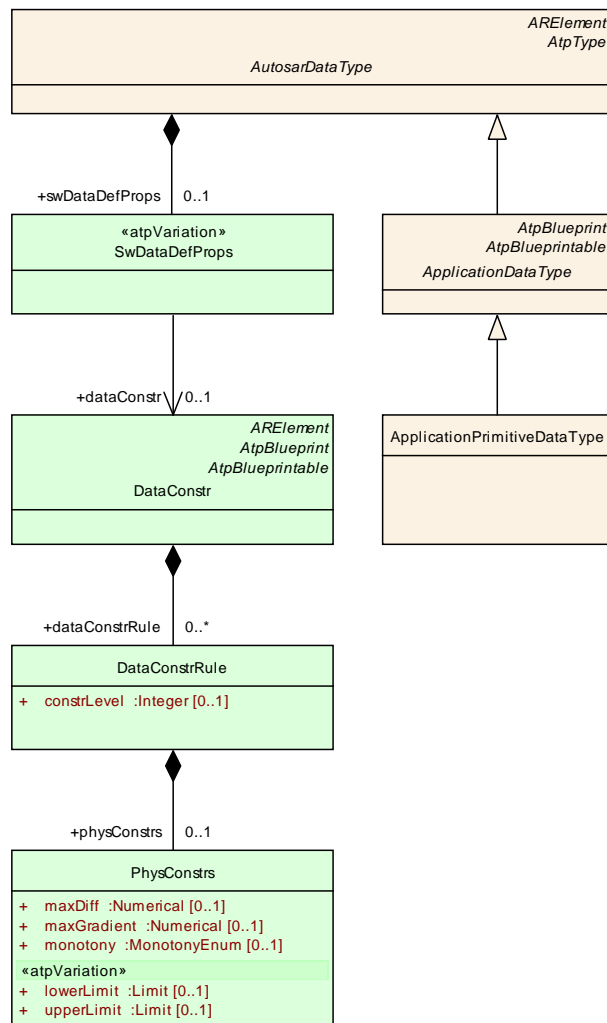 ARElement
AtpType
AutosarDataType
+swDataDefProps 0..1
«atpVariation»
SwDataDefProps
AtpBlueprint
AtpBlueprintable
ApplicationDataType
+dataConstr 0..1
ARElement
AtpBlueprint
AtpBlueprintable
DataConstr
ApplicationPrimitiveDataType
+dataConstrRule 0..*
DataConstrRule
+ constrLevel :Integer [0..1]
+physConstrs 0..1
PhysConstrs
+ maxDiff :Numerical [0..1]
+ maxGradient :Numerical [0..1]
+ monotony :MonotonyEnum [0..1]
«atpVariation»
+ lowerLimit :Limit [0..1]
+ upperLimit :Limit [0..1]